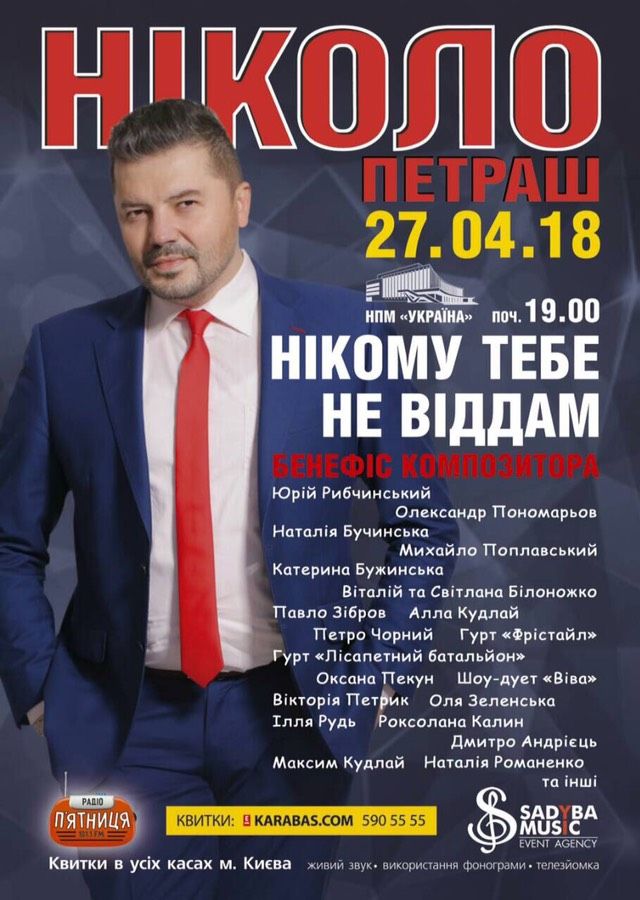 НІКОЛО
ПЕТРАШ
27.04.18
НПМ «УКРАЇНА» поч. 19.00
НІКОМУ ТЕБЕ
НЕ ВІДДАМ
БЕНЕФІС КОМПОЗИТОРА
Юрій Рибчинський
Олександр Пономарьов
Наталія Бучинська
Михайло Поплавський
Катерина Бужинська
Віталій та Світлана Білоножко
Павло Зібров Алла Кудлай
Петро Чорний Гурт «Фрістайл»
Гурт «Лісапетний батальйон»
Оксана Пекун Шоу-дует «Віва»
Вікторія Петрик Оля Зеленська
Ілля Рудь Роксолана Калин
Дмитро Андрієць
Максим Кудлай Наталія Романенко
та інші
РАДІО
П'ЯТНИЦЯ
101.1 FM
КВИТКИ: KARABAS.COM 590 55 55
SADYBA
MUSiC
EVENT AGENCY
Квитки в усіх касах м. Києва живий звук • використання фонограми • телезйомка